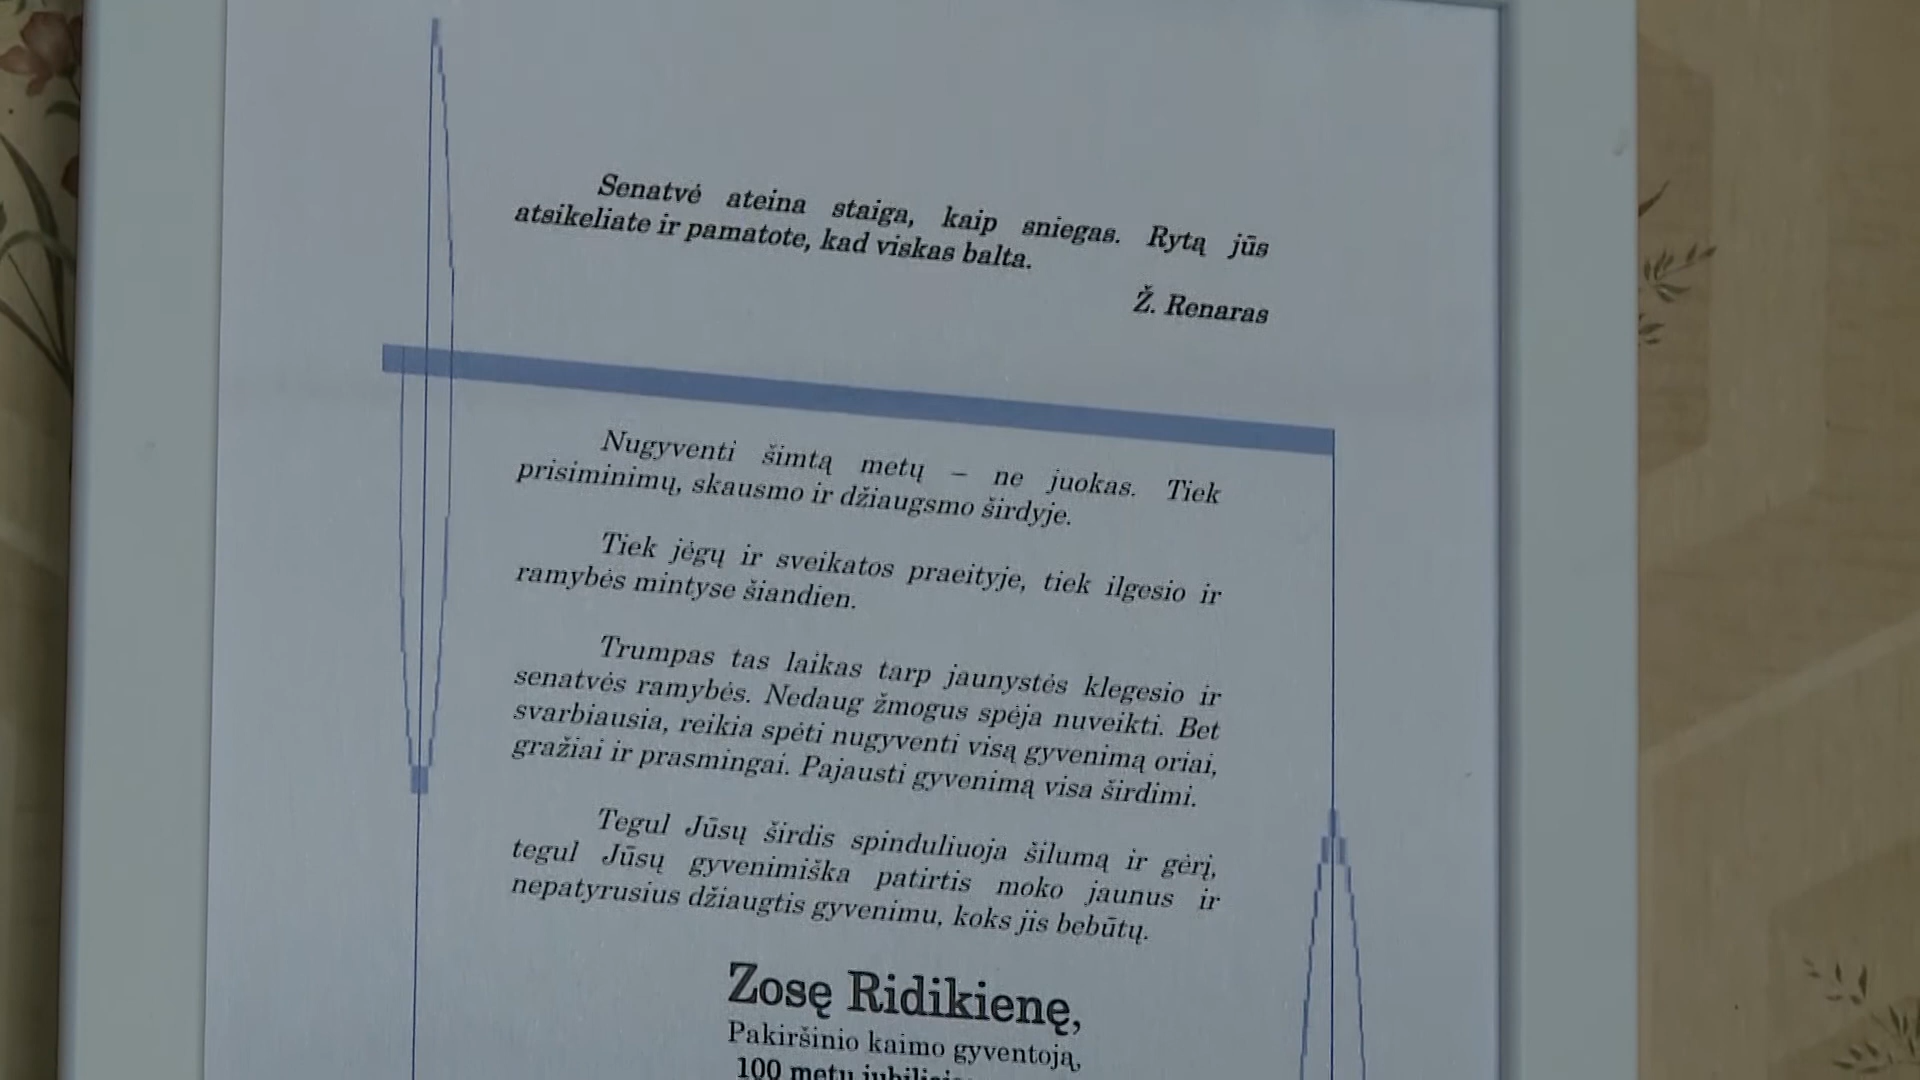 Senatvė ateina staiga, kaip sniegas. Rytą jūs
atsikeliate ir pamatote, kad viskas balta.
Ž. Renaras
Nugyventi šimtą metų – ne juokas. Tiek
prisiminimų, skausmo ir džiaugsmo širdyje.
Tiek jėgų ir sveikatos praeityje, tiek ilgesio ir
ramybės mintyse šiandien.
Trumpas tas laikas tarp jaunystės klegesio ir
senatvės ramybės. Nedaug žmogus spėja nuveikti. Bet
svarbiausia, reikia spėti nugyventi visą gyvenimą oriai,
gražiai ir prasmingai. Pajausti gyvenimą visa širdimi.
Tegul Jūsų širdis spinduliuoja šilumą ir gėrį,
tegul Jūsų gyvenimiška patirtis moko jaunus ir
nepatyrusius džiaugtis gyvenimu, koks jis bebūtų.
Zosę Ridikienę,
Pakiršinio kaimo gyventoją,
100 metų